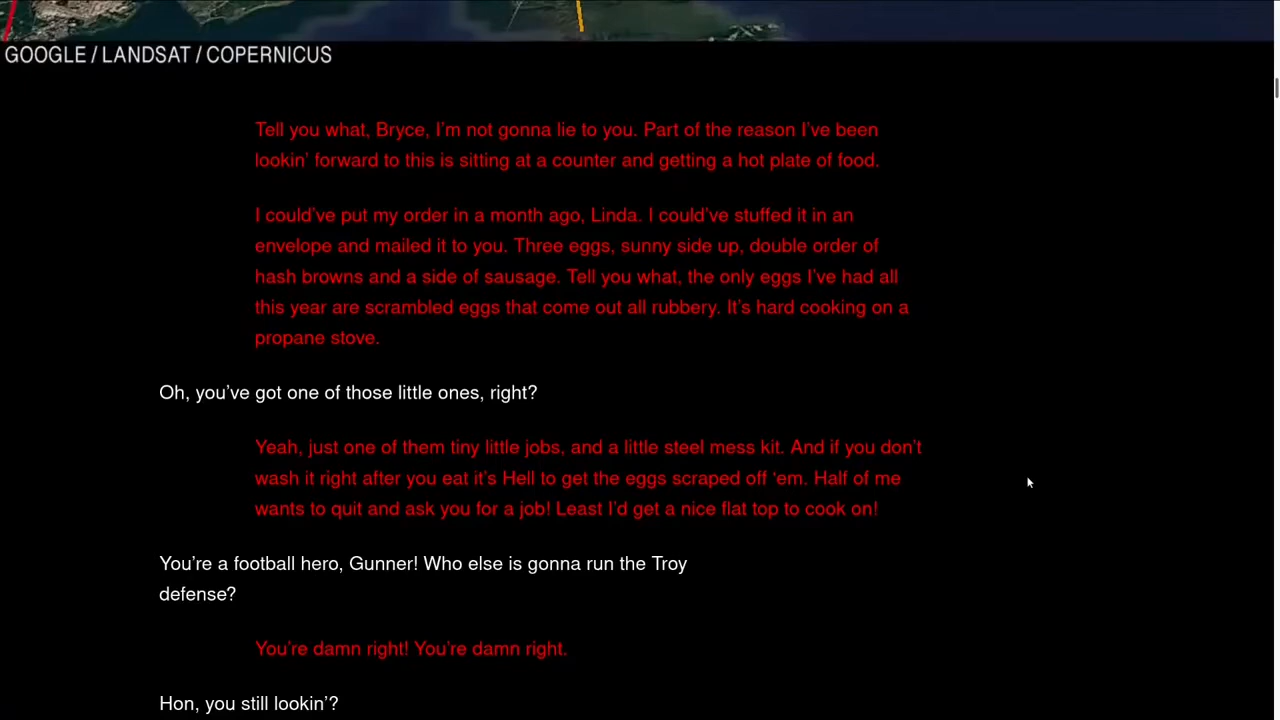 GOOGLE / LANDSAT / COPERNICUS
Tell you what, Bryce, I’m not gonna lie to you. Part of the reason I’ve been
lookin’ forward to this is sitting at a counter and getting a hot plate of food.
I could’ve put my order in a month ago, Linda. I could’ve stuffed it in an
envelope and mailed it to you. Three eggs, sunny side up, double order of
hash browns and a side of sausage. Tell you what, the only eggs I’ve had all
this year are scrambled eggs that come out all rubbery. It’s hard cooking on a
propane stove.
Oh, you’ve got one of those little ones, right?
Yeah, just one of them tiny little jobs, and a little steel mess kit. And if you don’t
wash it right after you eat it’s Hell to get the eggs scraped off ‘em. Half of me
wants to quit and ask you for a job! Least I’d get a nice flat top to cook on!
You’re a football hero, Gunner! Who else is gonna run the Troy
defense?
You’re damn right! You’re damn right.
Hon, you still lookin’?